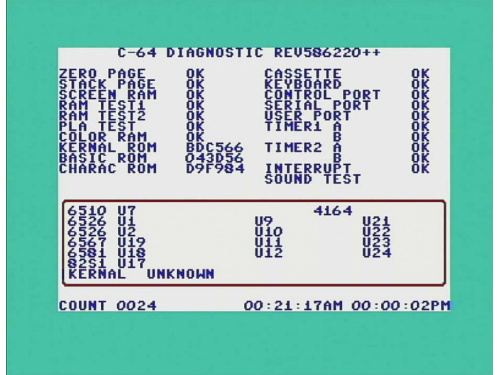 C-64 DIAGNOSTIC REV586220++
ZERO PAGE OK CASSETTE OK
STACK PAGE OK KEYBOARD OK
SCREEN RAM OK CONTROL PORT OK
RAM TEST1 OK SERIAL PORT OK
RAM TEST2 OK USER PORT OK
PLA TEST OK TIMER1 A OK
COLOR RAM OK B OK
KERNAL ROM BDC566 TIMER2 A OK
BASIC ROM 043D56 B OK
CHARAC ROM D9F984 INTERRUPT OK
SOUND TEST
6510 U7 4164
6526 U1 U9 U21
6526 U2 U10 U22
6567 U19 U11 U23
6581 U18 U12 U24
82S1 U17
KERNAL UNKNOWN
COUNT 0024 00:21:17AM 00:00:02PM